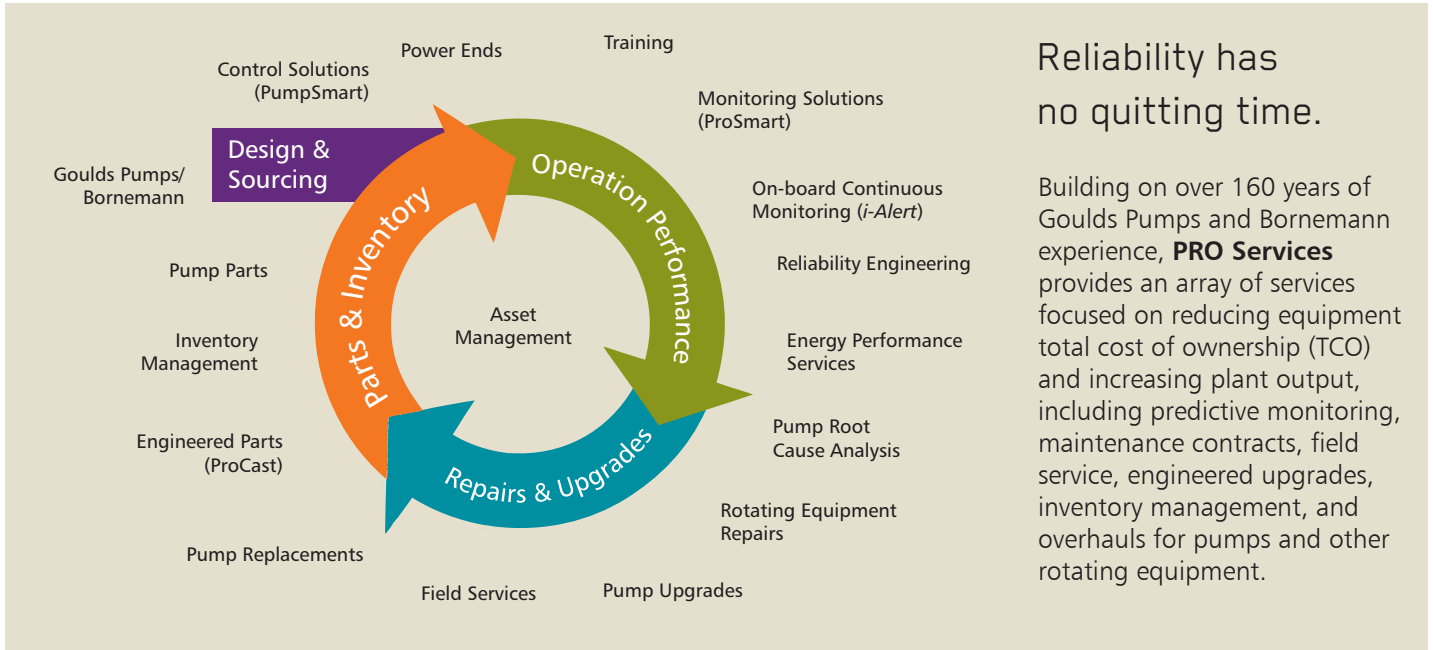 Power Ends
Training
Control Solutions
(PumpSmart)
Monitoring Solutions
(ProSmart)
Design &
Sourcing
Goulds Pumps/
Bornemann
Operation Performance
On-board Continuous
Monitoring (i-Alert)
Parts & Inventory
Pump Parts
Reliability Engineering
Asset
Management
Inventory
Management
Energy Performance
Services
Engineered Parts
(ProCast)
Pump Root
Cause Analysis
Repairs & Upgrades
Rotating Equipment
Repairs
Pump Replacements
Field Services
Pump Upgrades
Reliability has
no quitting time.
Building on over 160 years of
Goulds Pumps and Bornemann
experience, PRO Services
provides an array of services
focused on reducing equipment
total cost of ownership (TCO)
and increasing plant output,
including predictive monitoring,
maintenance contracts, field
service, engineered upgrades,
inventory management, and
overhauls for pumps and other
rotating equipment.